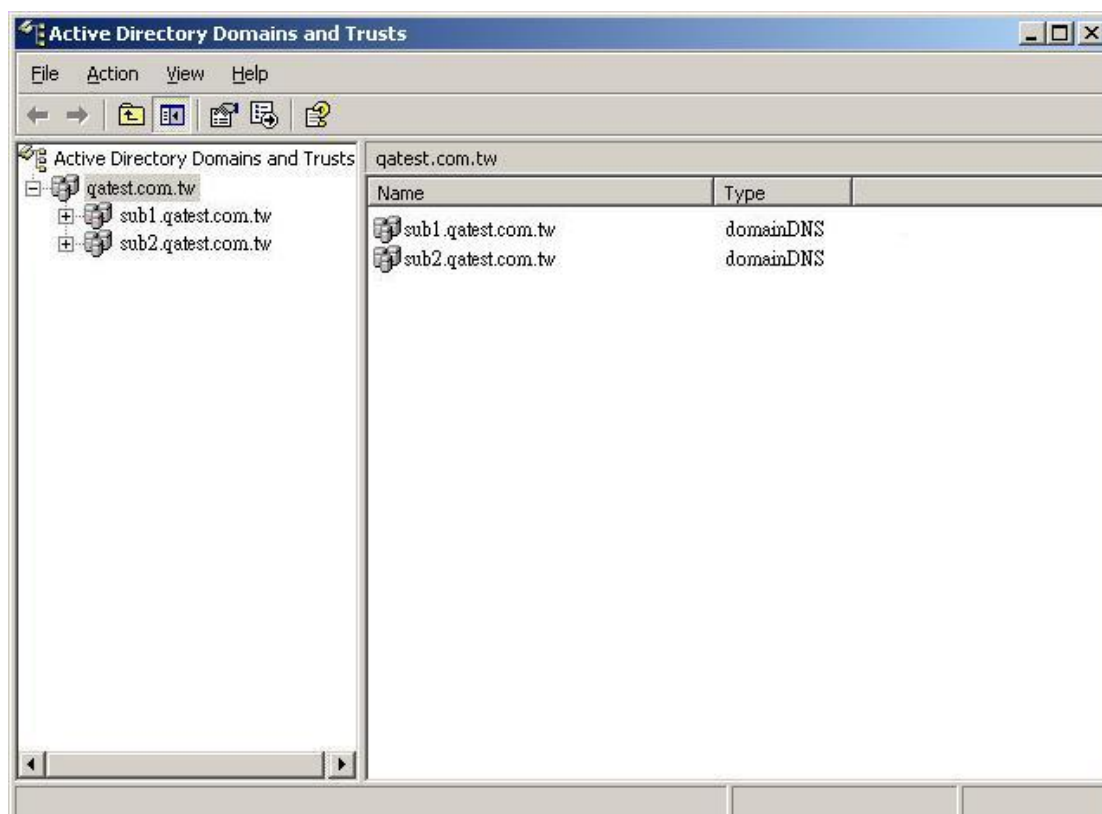 Active Directory Domains and Trusts
File Action View Help
Active Directory Domains and Trusts
qatest.com.tw
sub1.qatest.com.tw
sub2.qatest.com.tw
qatest.com.tw
Name Type
sub1.qatest.com.tw domainDNS
sub2.qatest.com.tw domainDNS